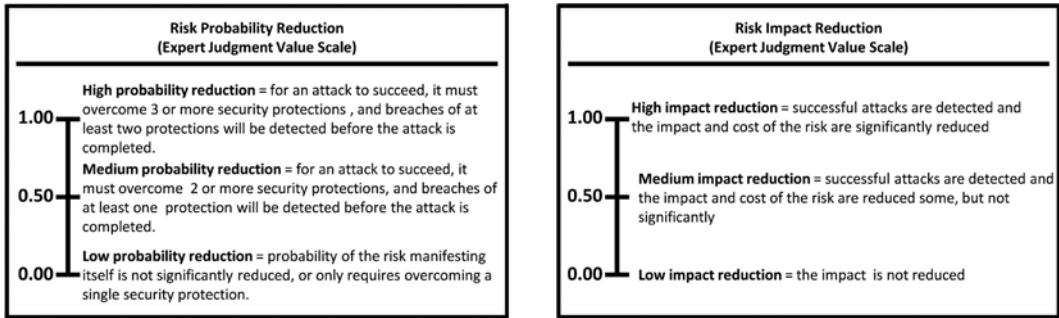 Risk Probability Reduction
(Expert Judgment Value Scale)
High probability reduction = for an attack to succeed, it must
overcome 3 or more security protections , and breaches of
1.00 at least two protections will be detected before the attack is
completed.
Medium probability reduction = for an attack to succeed, it
0.50 must overcome 2 or more security protections, and breaches of
at least one protection will be detected before the attack is
completed.
Low probability reduction = probability of the risk manifesting
0.00 itself is not significantly reduced, or only requires overcoming a
single security protection.
Risk Impact Reduction
(Expert Judgment Value Scale)
High impact reduction = successful attacks are detected and
1.00 the impact and cost of the risk are significantly reduced
Medium impact reduction = successful attacks are detected and
0.50 the impact and cost of the risk are reduced some, but not
significantly
0.00 Low impact reduction = the impact is not reduced